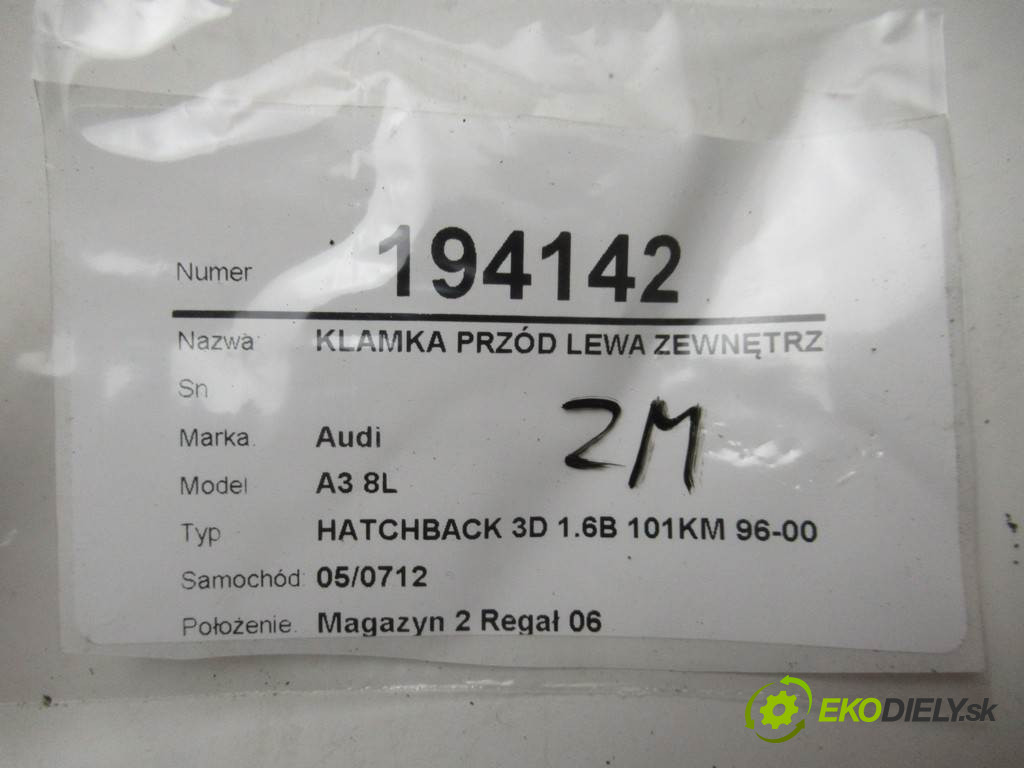 Numer 194142
Nazwa: KLAMKA PRZÓD LEWA ZEWNĘTRZ
Sn
ZM
Marka: Audi
Model A3 8L
Typ HATCHBACK 3D 1.6B 101KM 96-00
Samochód: 05/0712
Położenie. Magazyn 2 Regał 06
EKODIELY.sk